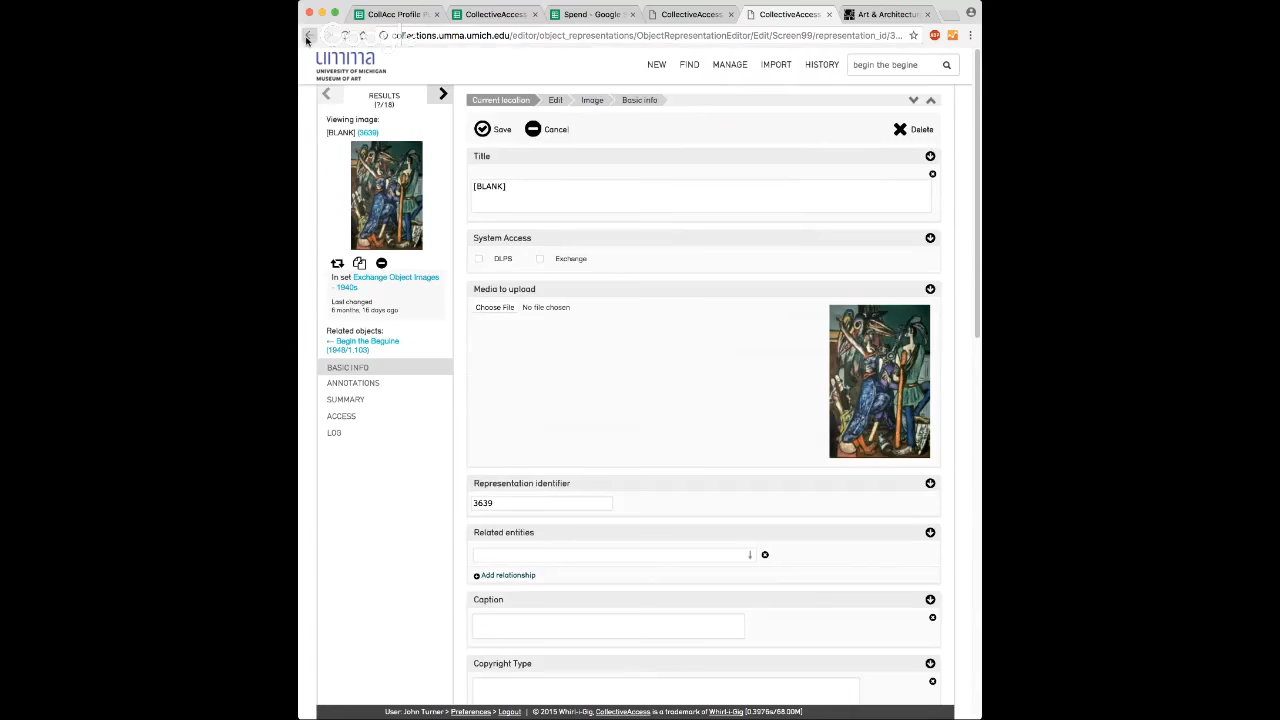 CollAcc Profile P
CollectiveAccess
Spend - Google S
CollectiveAccess
CollectiveAccess
Art & Architectur
collections.umma.umich.edu/editor/object_representations/ObjectRepresentationEditor/Edit/Screen99/representation_id/3...
umma
UNIVERSITY OF MICHIGAN
MUSEUM OF ART
NEW FIND MANAGE IMPORT HISTORY begin the begine
RESULTS
(?/18)
Viewing image:
[BLANK] (3639)
In set Exchange Object Images
- 1940s
Last changed
6 months, 16 days ago
Related objects:
← Begin the Beguine
(1948/1.103)
BASIC INFO
ANNOTATIONS
SUMMARY
ACCESS
LOG
Current location Edit Image Basic info
Save Cancel Delete
Title
[BLANK]
System Access
DLPS Exchange
Media to upload
Choose File No file chosen
Representation identifier
3639
Related entities
Add relationship
Caption
Copyright Type
User: John Turner > Preferences > Logout | © 2015 Whirl-i-Gig, CollectiveAccess is a trademark of Whirl-i-Gig [0.3976s/68.00M]